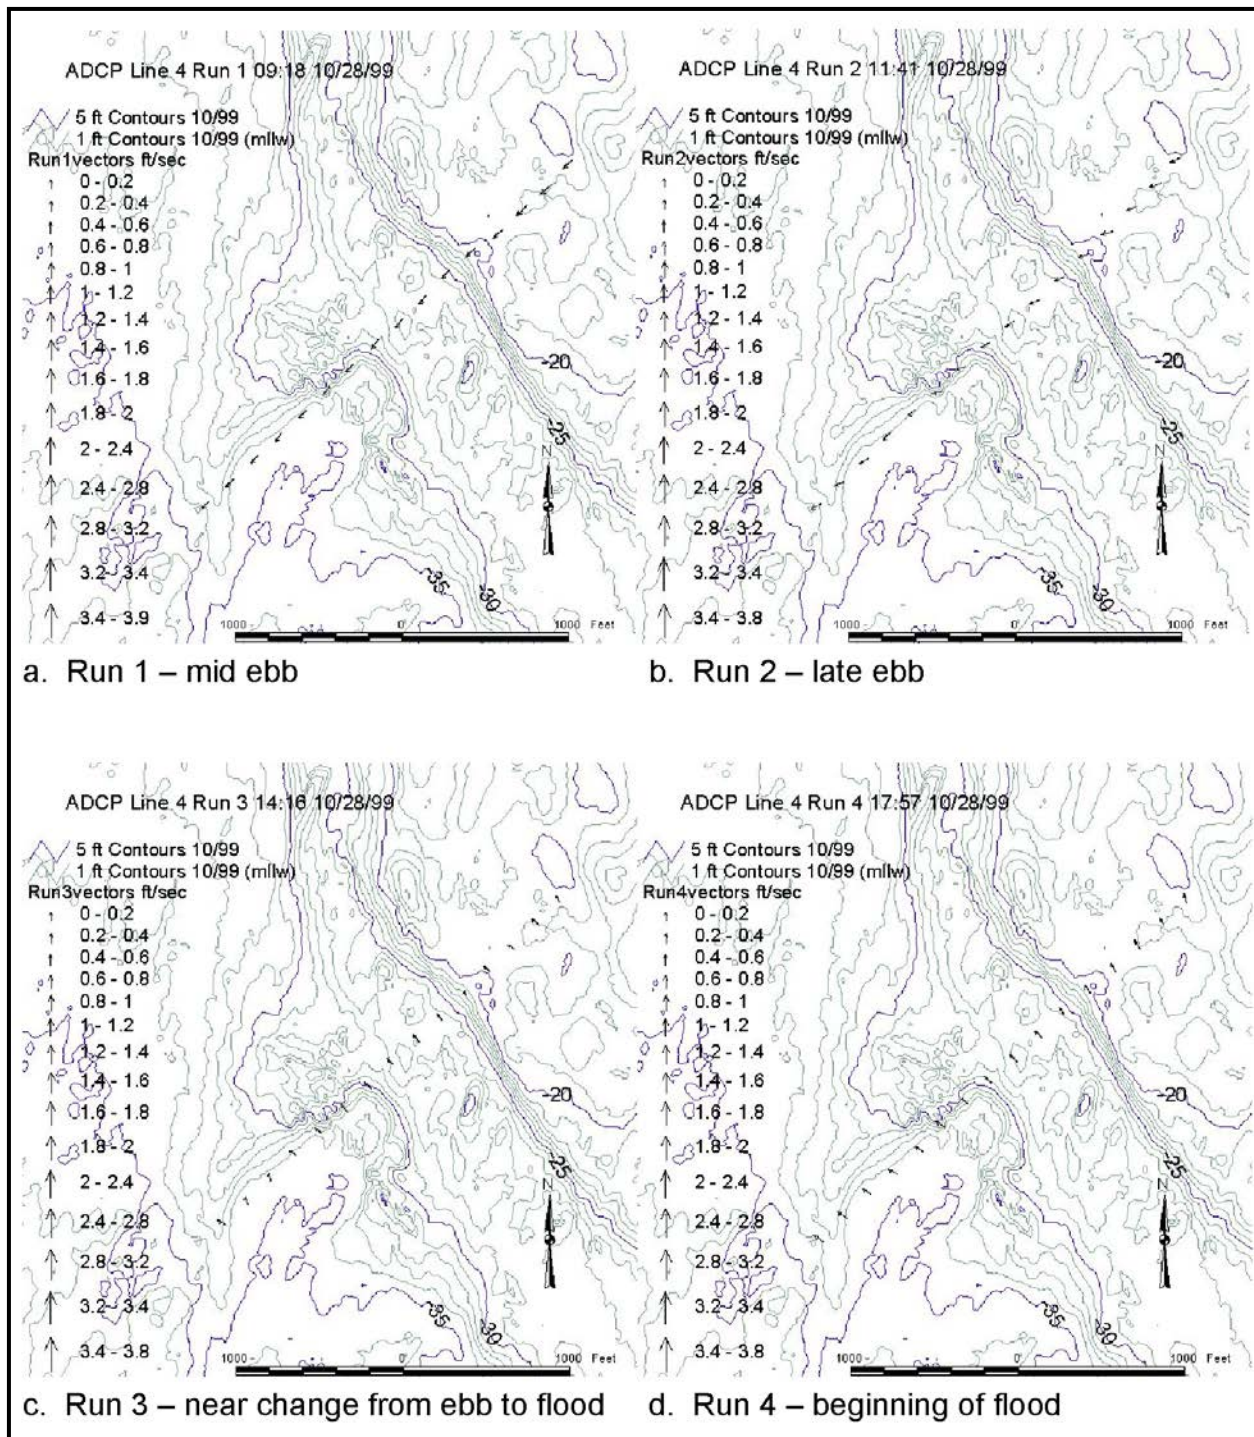 ADCP Line 4 Run 1 09:18 10/28/99
5 ft Contours 10/99
1 ft Contours 10/99 (mllw)
Run1vectors ft/sec
0 - 0.2
0.2 - 0.4
0.4 - 0.6
0.6 - 0.8
0.8 - 1
1 - 1.2
1.2 - 1.4
1.4 - 1.6
1.6 - 1.8
1.8 - 2
2 - 2.4
2.4 - 2.8
2.8 - 3.2
3.2 - 3.4
3.4 - 3.9
-20
-25
N
-35
-30
1000 0 1000 Feet
a. Run 1 – mid ebb
ADCP Line 4 Run 2 11:41 10/28/99
5 ft Contours 10/99
1 ft Contours 10/99 (mllw)
Run2vectors ft/sec
0 - 0.2
0.2 - 0.4
0.4 - 0.6
0.6 - 0.8
0.8 - 1
1 - 1.2
1.2 - 1.4
1.4 - 1.6
1.6 - 1.8
1.8 - 2
2 - 2.4
2.4 - 2.8
2.8 - 3.2
3.2 - 3.4
3.4 - 3.8
-20
-25
N
-35
-30
1000 0 1000 Feet
b. Run 2 – late ebb
ADCP Line 4 Run 3 14:16 10/28/99
5 ft Contours 10/99
1 ft Contours 10/99 (mllw)
Run3vectors ft/sec
0 - 0.2
0.2 - 0.4
0.4 - 0.6
0.6 - 0.8
0.8 - 1
1 - 1.2
1.2 - 1.4
1.4 - 1.6
1.6 - 1.8
1.8 - 2
2 - 2.4
2.4 - 2.8
2.8 - 3.2
3.2 - 3.4
3.4 - 3.8
-20
-25
N
-35
-30
1000 0 1000 Feet
c. Run 3 – near change from ebb to flood
ADCP Line 4 Run 4 17:57 10/28/99
5 ft Contours 10/99
1 ft Contours 10/99 (mllw)
Run4vectors ft/sec
0 - 0.2
0.2 - 0.4
0.4 - 0.6
0.6 - 0.8
0.8 - 1
1 - 1.2
1.2 - 1.4
1.4 - 1.6
1.6 - 1.8
1.8 - 2
2 - 2.4
2.4 - 2.8
2.8 - 3.2
3.2 - 3.4
3.4 - 3.8
-20
-25
N
-35
-30
1000 0 1000 Feet
d. Run 4 – beginning of flood